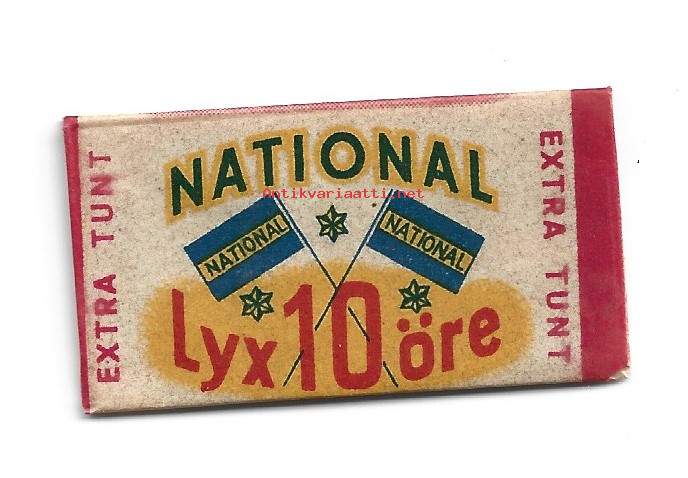 NATIONAL
Antikvariaatti.net
NATIONAL
NATIONAL
Lyx 10 öre
EXTRA TUNT
EXTRA TUNT